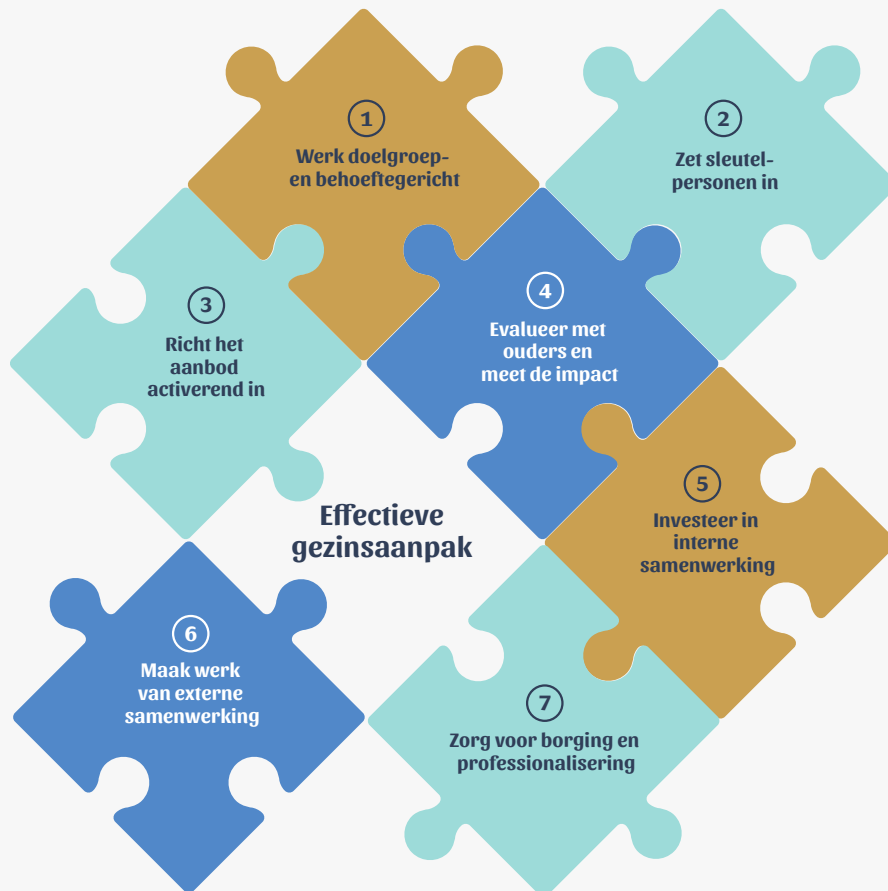 1
Werk doelgroep-
en behoeftegericht
2
Zet sleutel-
personen in
3
Richt het
aanbod
activerend in
4
Evalueer met
ouders en
meet de impact
Effectieve
gezinsaanpak
5
Investeer in
interne
samenwerking
6
Maak werk
van externe
samenwerking
7
Zorg voor borging en
professionalisering